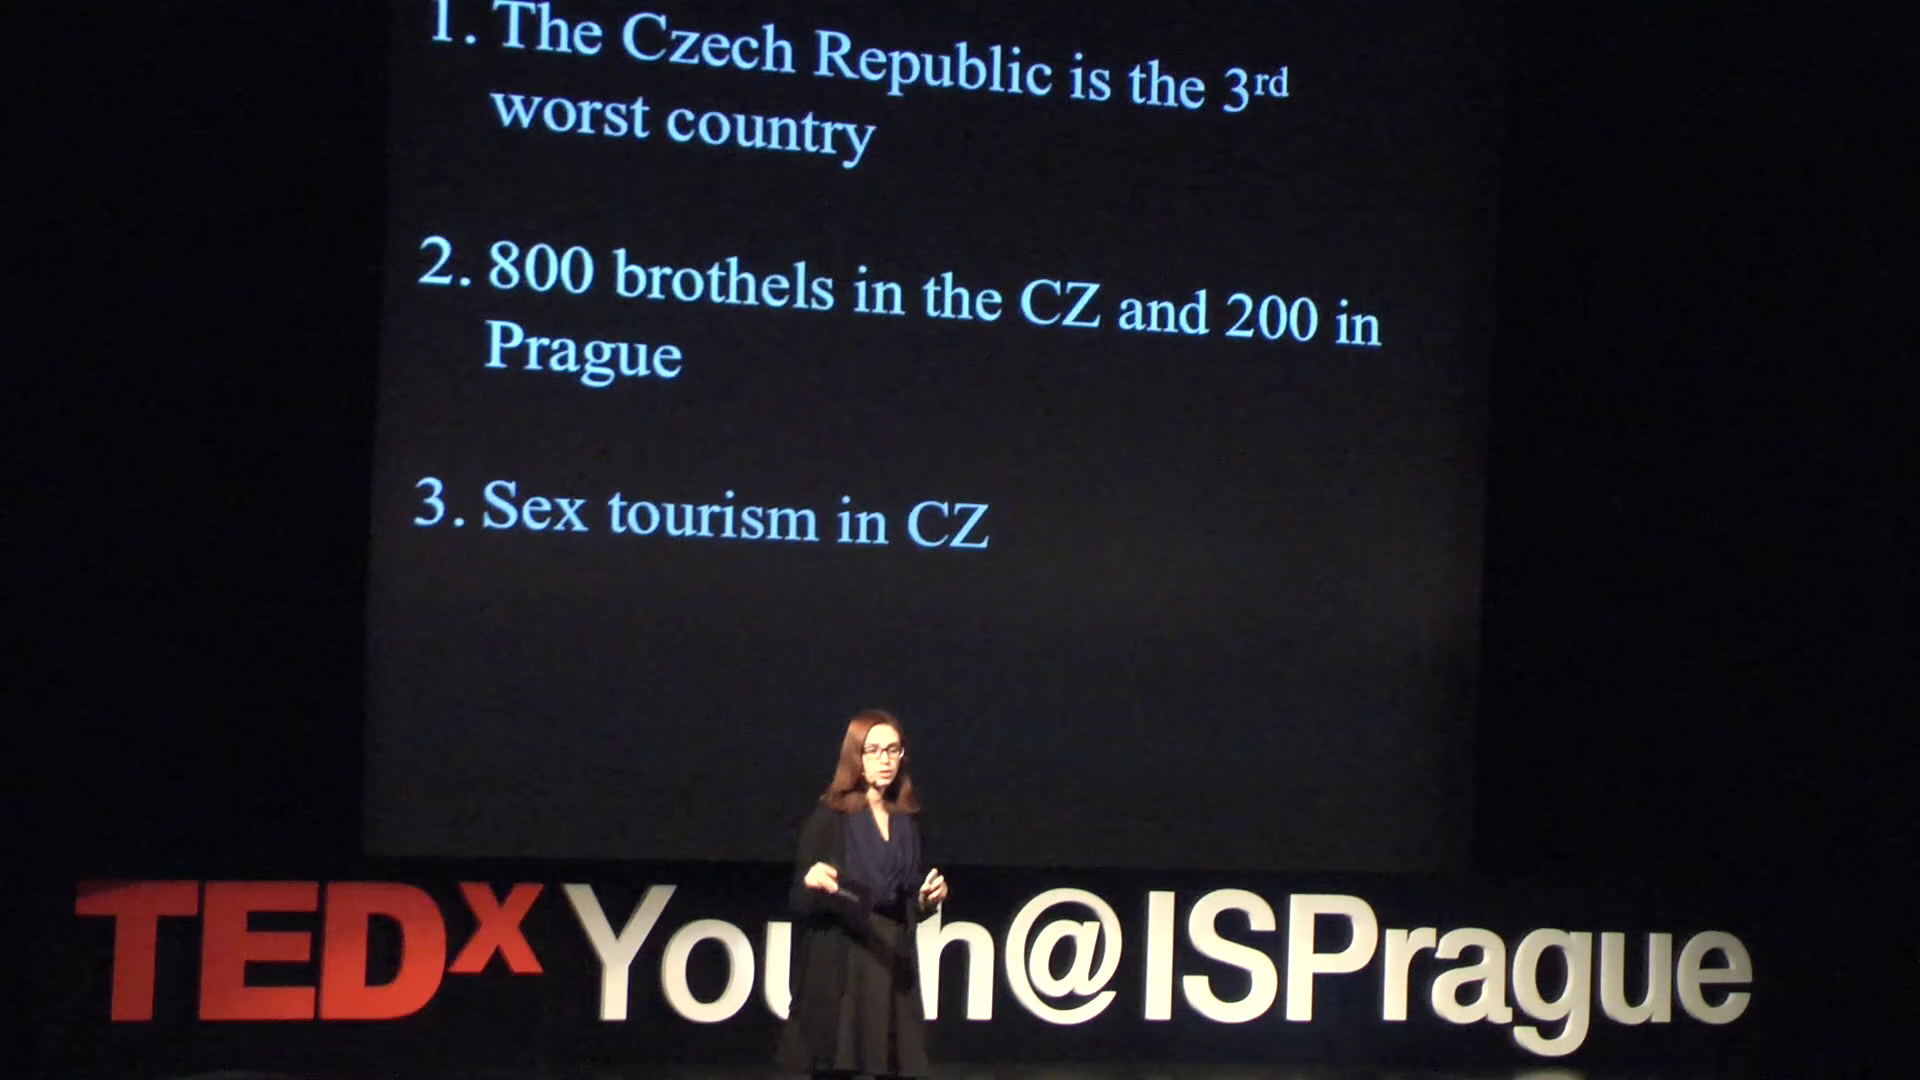 1. The Czech Republic is the 3rd
worst country
2. 800 brothels in the CZ and 200 in
Prague
3. Sex tourism in CZ
TEDxYouth@ISPrague